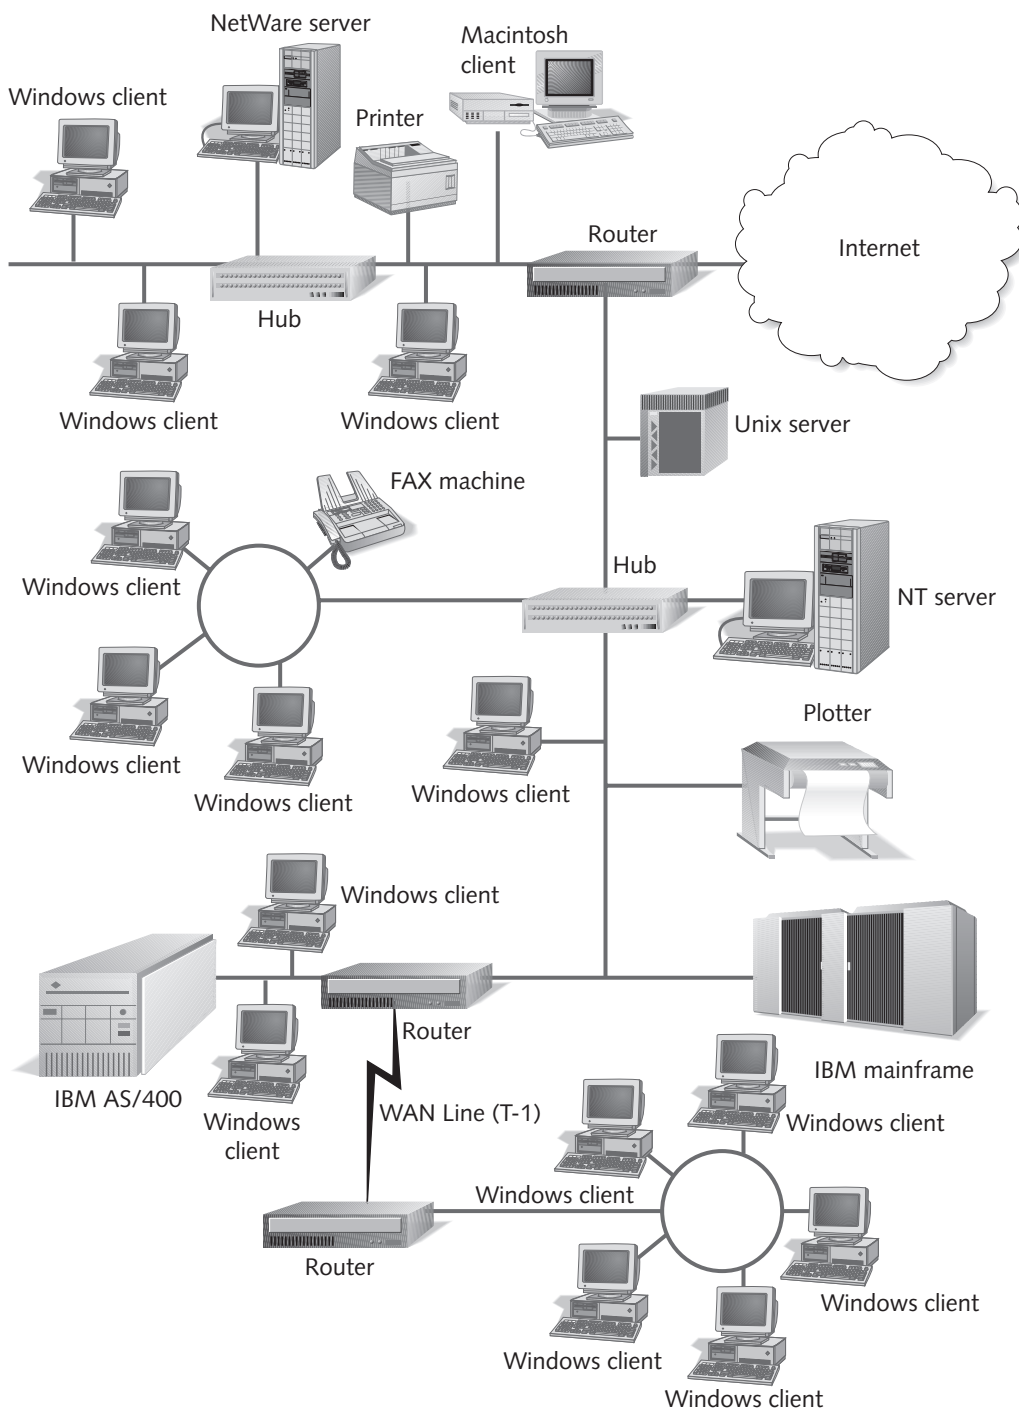 NetWare server
Macintosh
client
Windows client
Printer
Router
Internet
Hub
Windows client
Windows client
Unix server
FAX machine
Hub
Windows client
NT server
Plotter
Windows client
Windows client
Windows client
Windows client
Router
IBM mainframe
IBM AS/400
Windows
client
WAN Line (T-1)
Windows client
Windows client
Router
Windows client
Windows client
Windows client